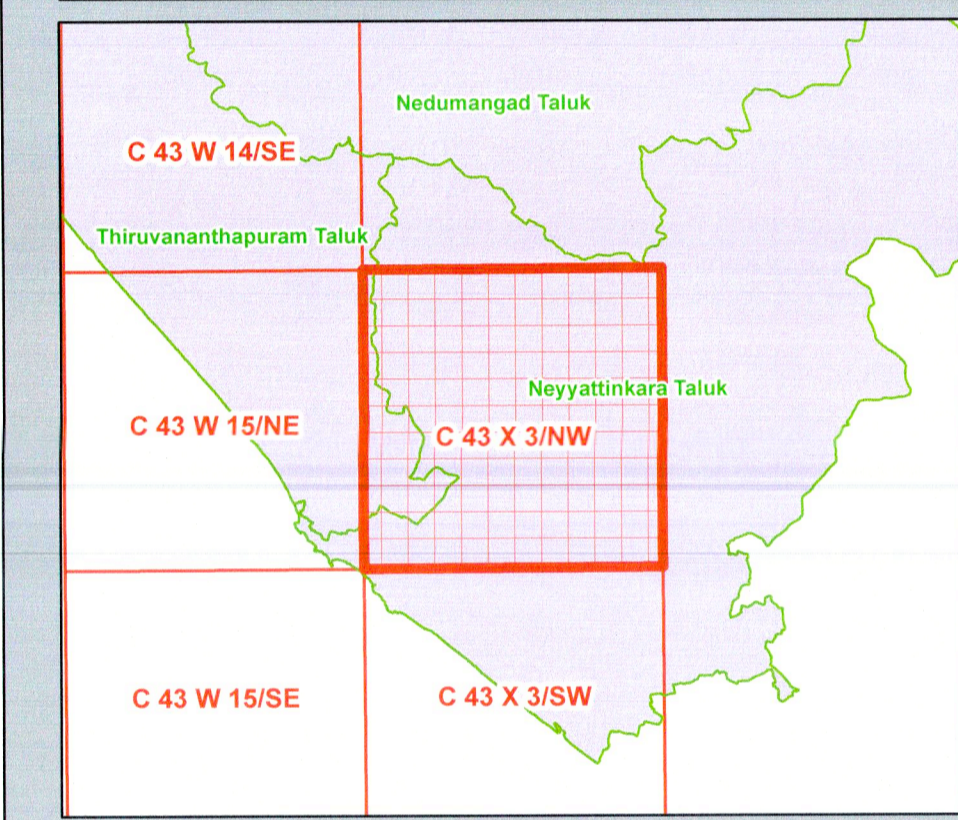 Nedumangad Taluk
C 43 W 14/SE
Thiruvananthapuram Taluk
Neyyattinkara Taluk
C 43 W 15/NE
C 43 X 3/NW
C 43 W 15/SE
C 43 X 3/SW